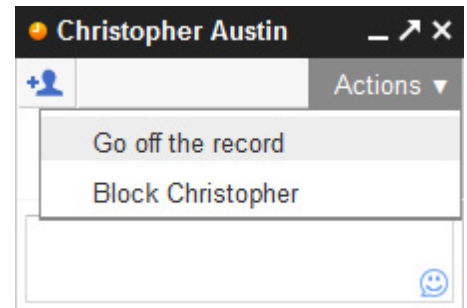 Christopher Austin
Actions
Go off the record
Block Christopher